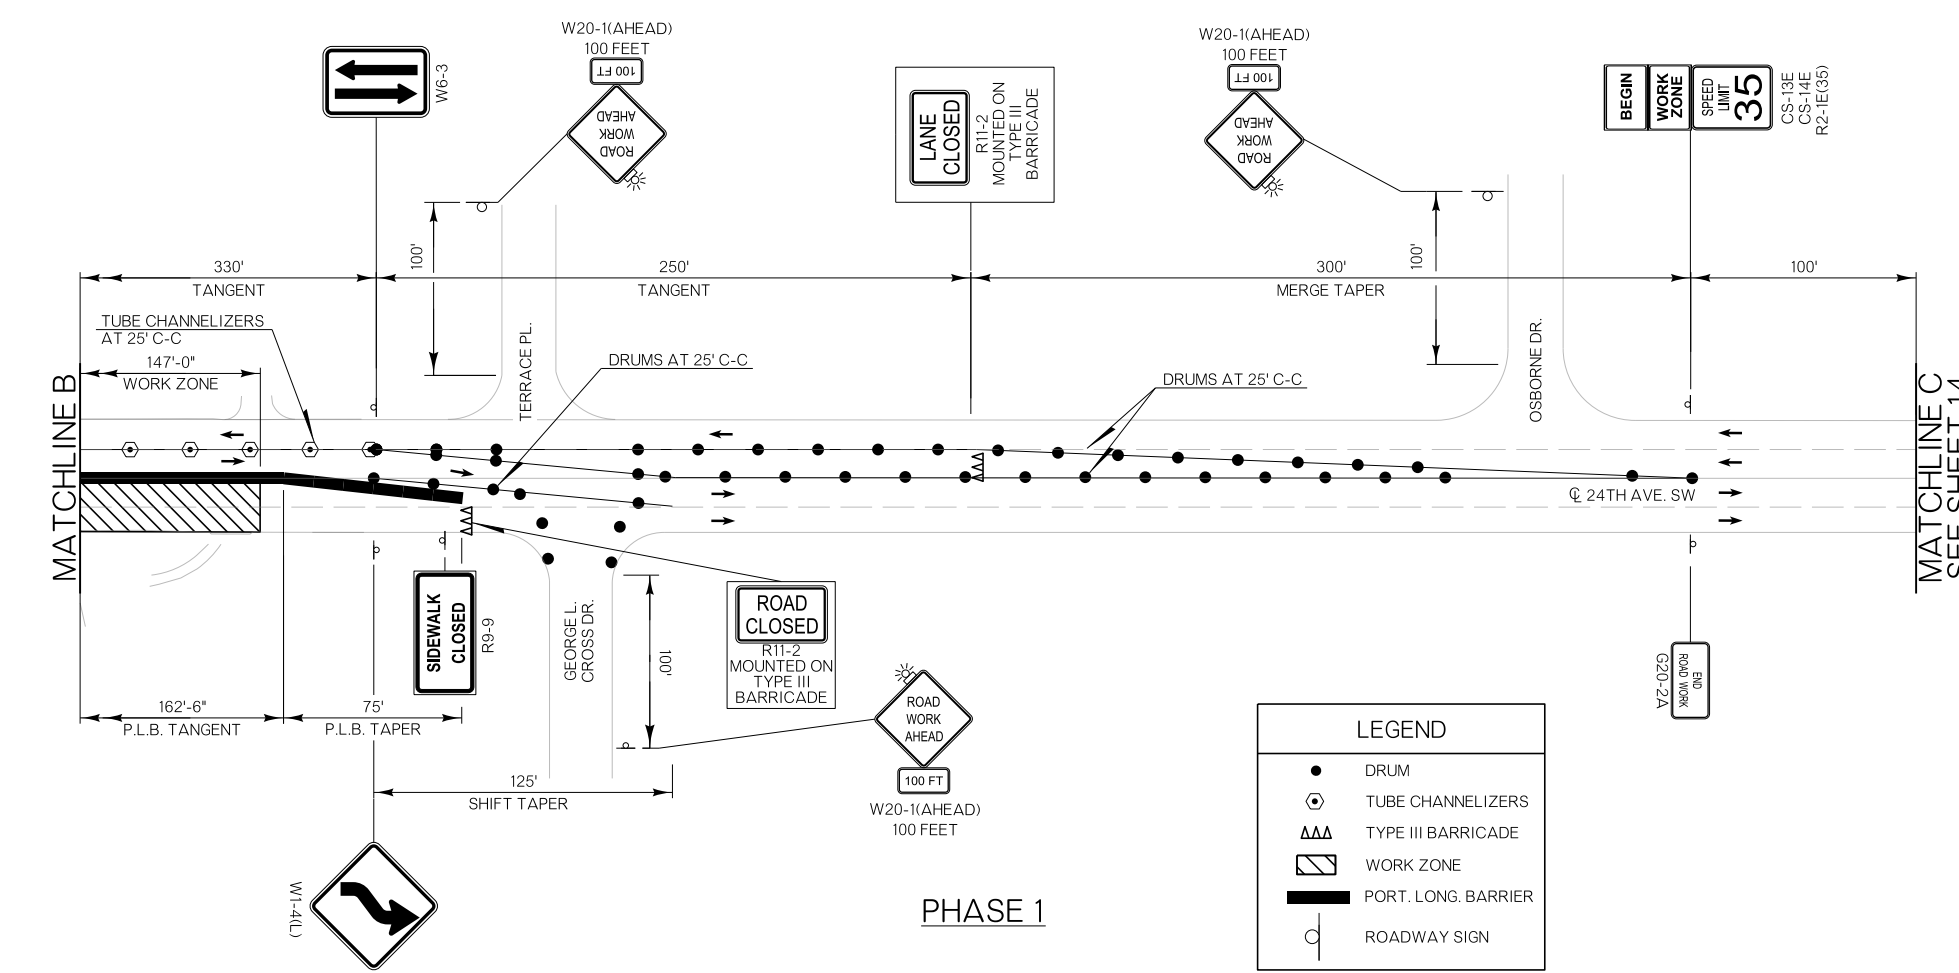 W20-1(AHEAD)
100 FEET
100 FT
ROAD
WORK
AHEAD
W6-3
LANE
CLOSED
R11-2
MOUNTED ON
TYPE III
BARRICADE
W20-1(AHEAD)
100 FEET
100 FT
ROAD
WORK
AHEAD
BEGIN
WORK
ZONE
SPEED
LIMIT
35
CS-13E
CS-14E
R2-1E(35)
100'
100'
330'
TANGENT
250'
TANGENT
300'
MERGE TAPER
100'
TUBE CHANNELIZERS
AT 25' C-C
147'-0"
WORK ZONE
TERRACE PL.
DRUMS AT 25' C-C
DRUMS AT 25' C-C
OSBORNE DR.
MATCHLINE B
MATCHLINE C
SEE SHEET 14
℄ 24TH AVE. SW
SIDEWALK
CLOSED
R9-9
GEORGE L.
CROSS DR.
100'
ROAD
CLOSED
R11-2
MOUNTED ON
TYPE III
BARRICADE
END
ROAD WORK
G20-2A
162'-6"
P.L.B. TANGENT
75'
P.L.B. TAPER
125'
SHIFT TAPER
ROAD
WORK
AHEAD
100 FT
W20-1(AHEAD)
100 FEET
W1-4(L)
PHASE 1
LEGEND
DRUM
TUBE CHANNELIZERS
TYPE III BARRICADE
WORK ZONE
PORT. LONG. BARRIER
ROADWAY SIGN